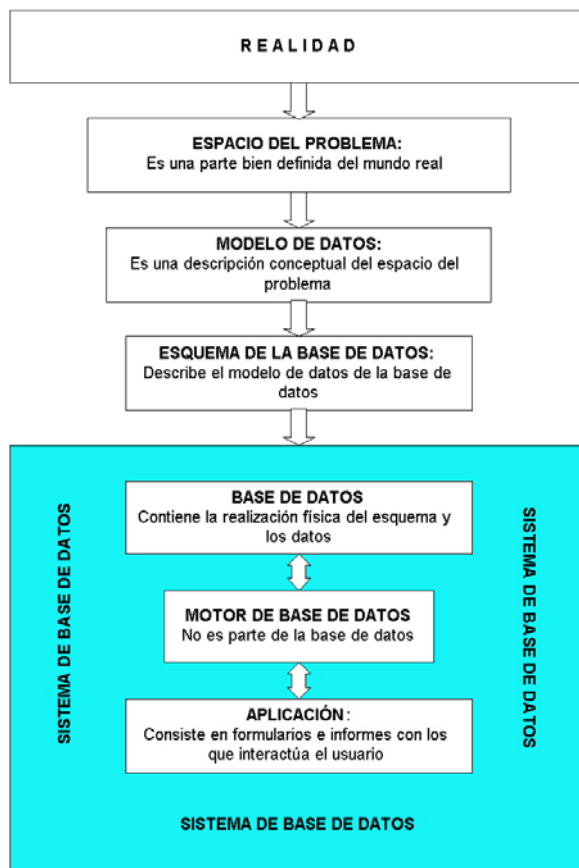 R E A L I D A D
ESPACIO DEL PROBLEMA:
Es una parte bien definida del mundo real
MODELO DE DATOS:
Es una descripción conceptual del espacio del
problema
ESQUEMA DE LA BASE DE DATOS:
Describe el modelo de datos de la base de
datos
SISTEMA DE BASE DE DATOS
BASE DE DATOS
Contiene la realización física del esquema y
los datos
MOTOR DE BASE DE DATOS
No es parte de la base de datos
APLICACIÓN :
Consiste en formularios e informes con los
que interactúa el usuario
SISTEMA DE BASE DE DATOS
SISTEMA DE BASE DE DATOS